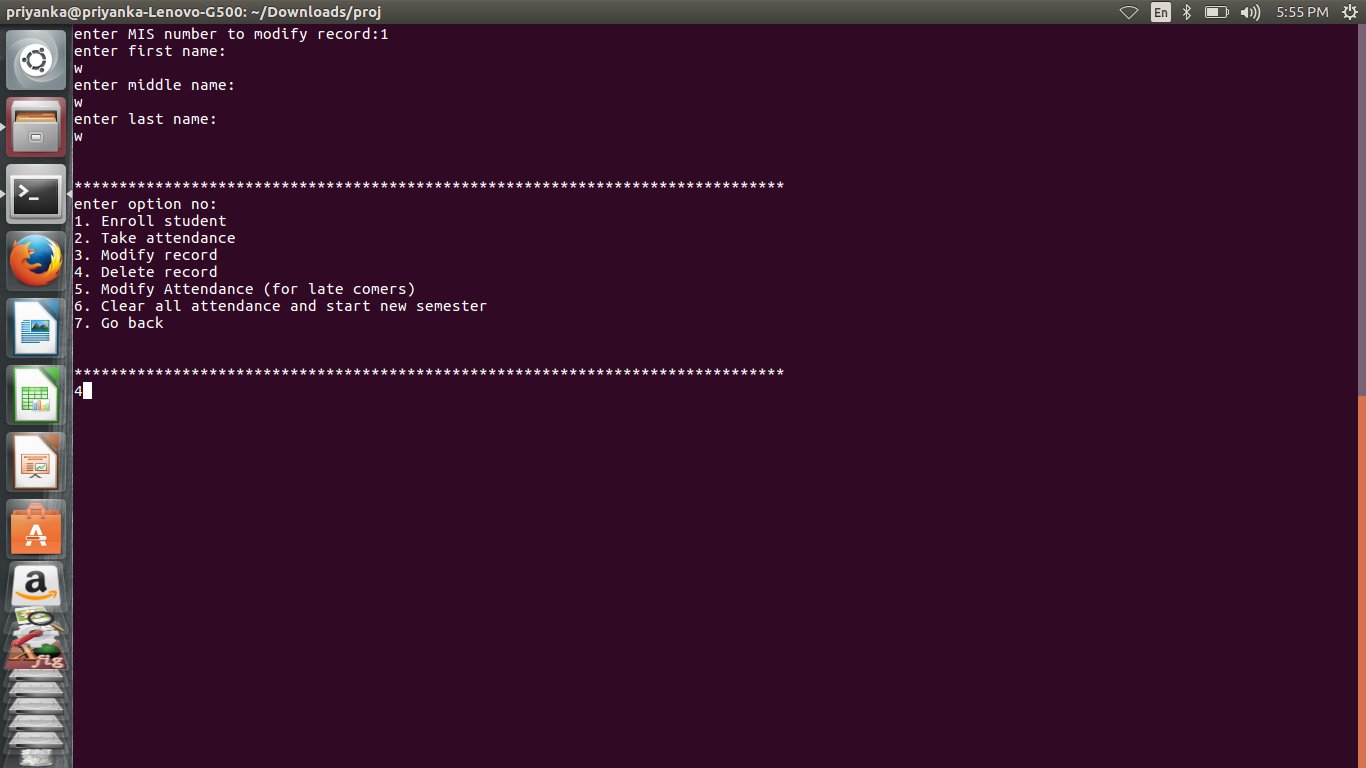 priyanka@priyanka-Lenovo-G500: ~/Downloads/proj
En
5:55 PM
enter MIS number to modify record:1
enter first name:
w
enter middle name:
w
enter last name:
w
*******************************************************************************
enter option no:
1. Enroll student
2. Take attendance
3. Modify record
4. Delete record
5. Modify Attendance (for late comers)
6. Clear all attendance and start new semester
7. Go back
*******************************************************************************
4
>_
A
a
fig